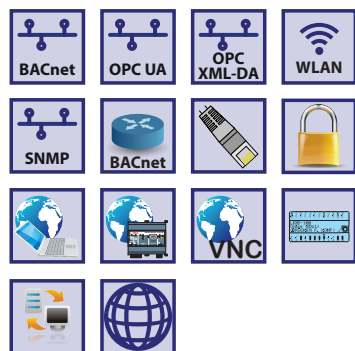 BACnet
OPC UA
OPC
XML-DA
WLAN
SNMP
BACnet
VNC